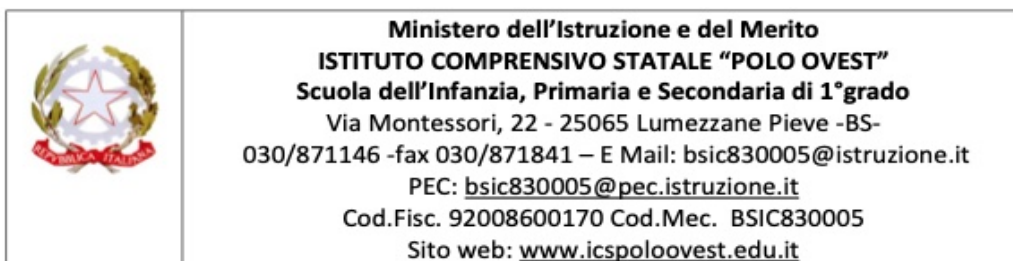 REPVBBLICA ITALIANA
Ministero dell’Istruzione e del Merito
ISTITUTO COMPRENSIVO STATALE “POLO OVEST”
Scuola dell’Infanzia, Primaria e Secondaria di 1°grado
Via Montessori, 22 - 25065 Lumezzane Pieve -BS-
030/871146 -fax 030/871841 – E Mail: bsic830005@istruzione.it
PEC: bsic830005@pec.istruzione.it
Cod.Fisc. 92008600170 Cod.Mec. BSIC830005
Sito web: www.icspoloovest.edu.it